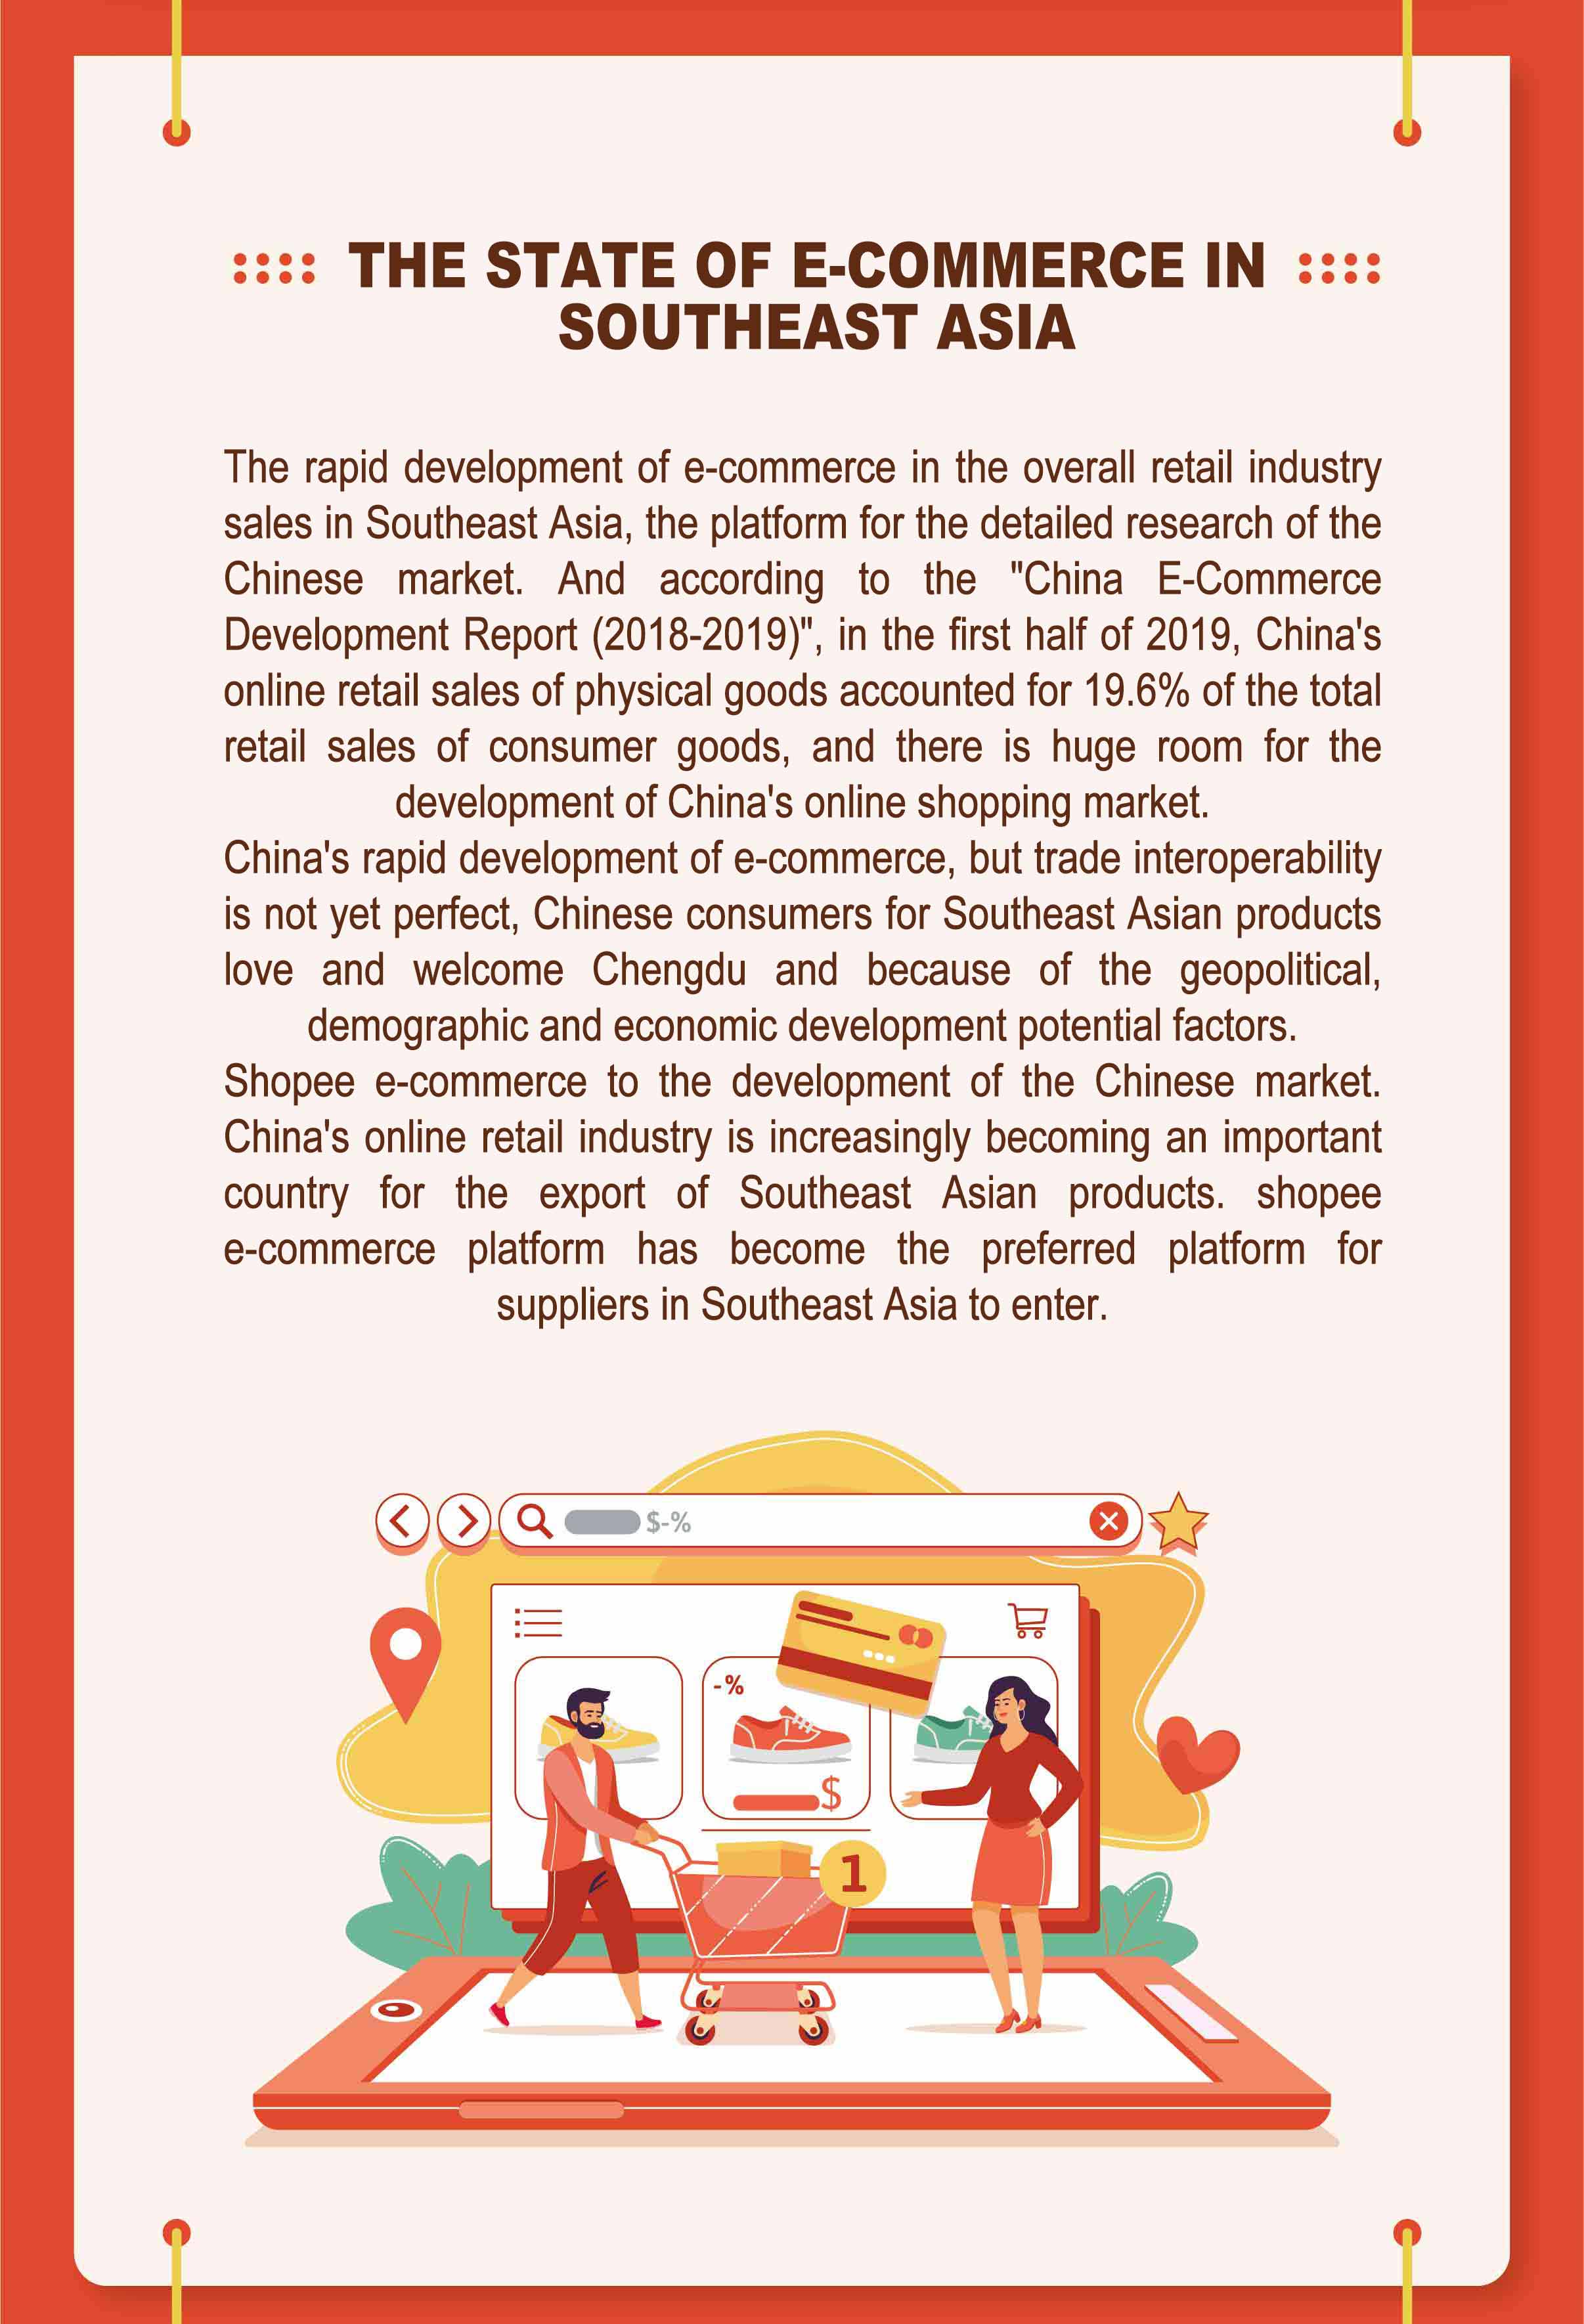 THE STATE OF E-COMMERCE IN
SOUTHEAST ASIA
The rapid development of e-commerce in the overall retail industry
sales in Southeast Asia, the platform for the detailed research of the
Chinese market. And according to the "China E-Commerce
Development Report (2018-2019)", in the first half of 2019, China's
online retail sales of physical goods accounted for 19.6% of the total
retail sales of consumer goods, and there is huge room for the
development of China's online shopping market.
China's rapid development of e-commerce, but trade interoperability
is not yet perfect, Chinese consumers for Southeast Asian products
love and welcome Chengdu and because of the geopolitical,
demographic and economic development potential factors.
Shopee e-commerce to the development of the Chinese market.
China's online retail industry is increasingly becoming an important
country for the export of Southeast Asian products. shopee
e-commerce platform has become the preferred platform for
suppliers in Southeast Asia to enter.
$-%
-%
$
1